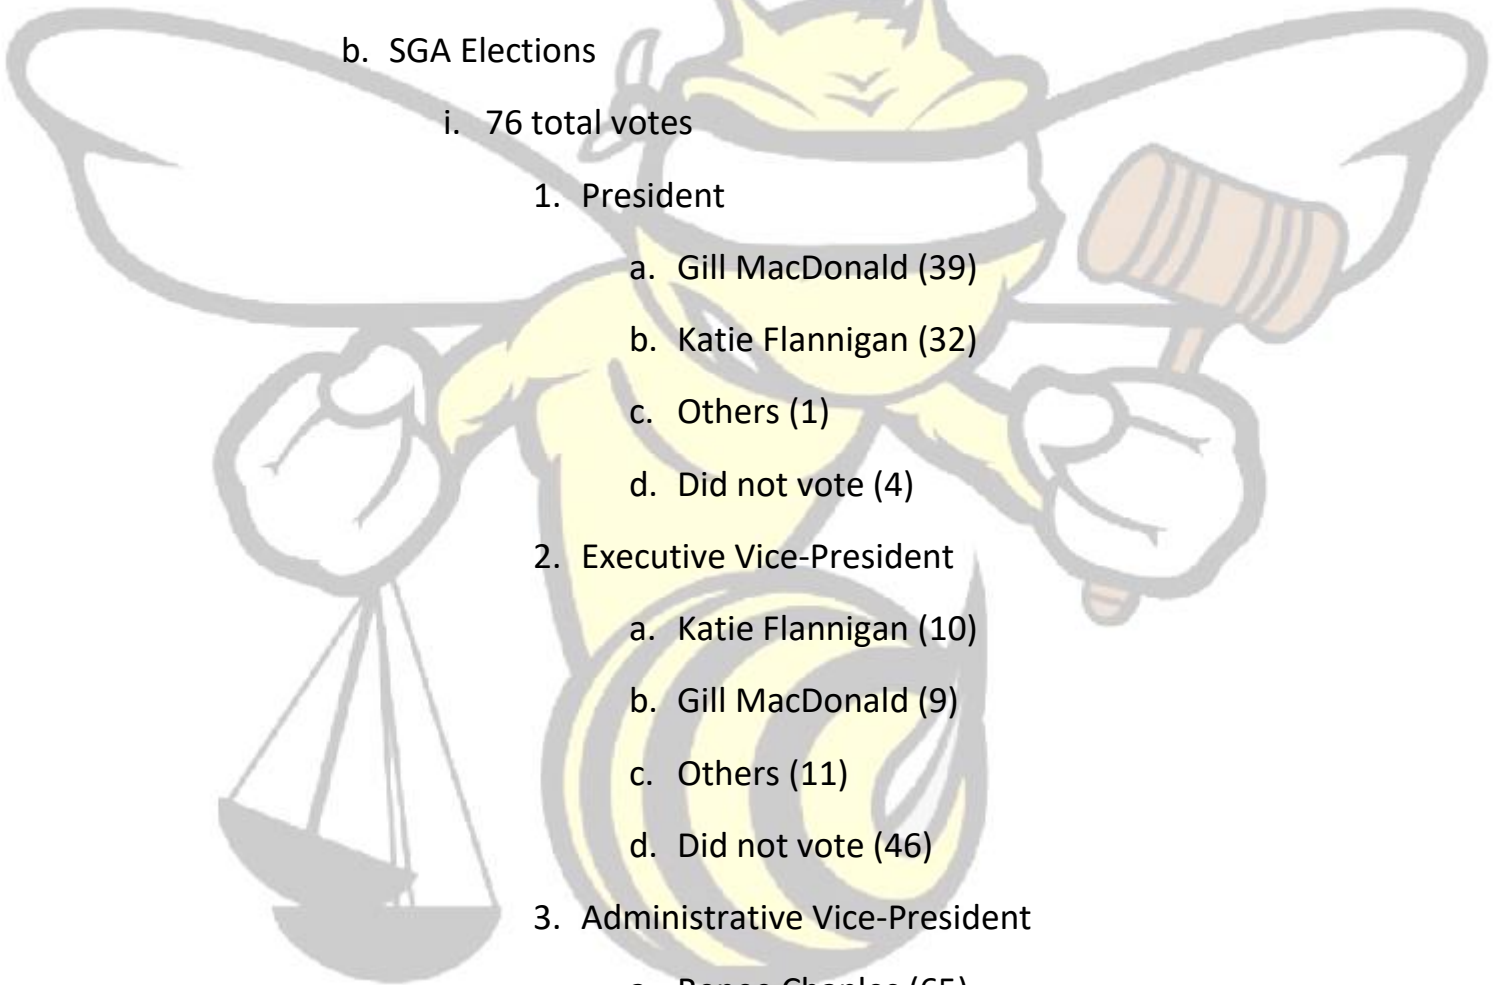 b. SGA Elections
i. 76 total votes
1. President
a. Gill MacDonald (39)
b. Katie Flannigan (32)
c. Others (1)
d. Did not vote (4)
2. Executive Vice-President
a. Katie Flannigan (10)
b. Gill MacDonald (9)
c. Others (11)
d. Did not vote (46)
3. Administrative Vice-President
a. Charles (65)